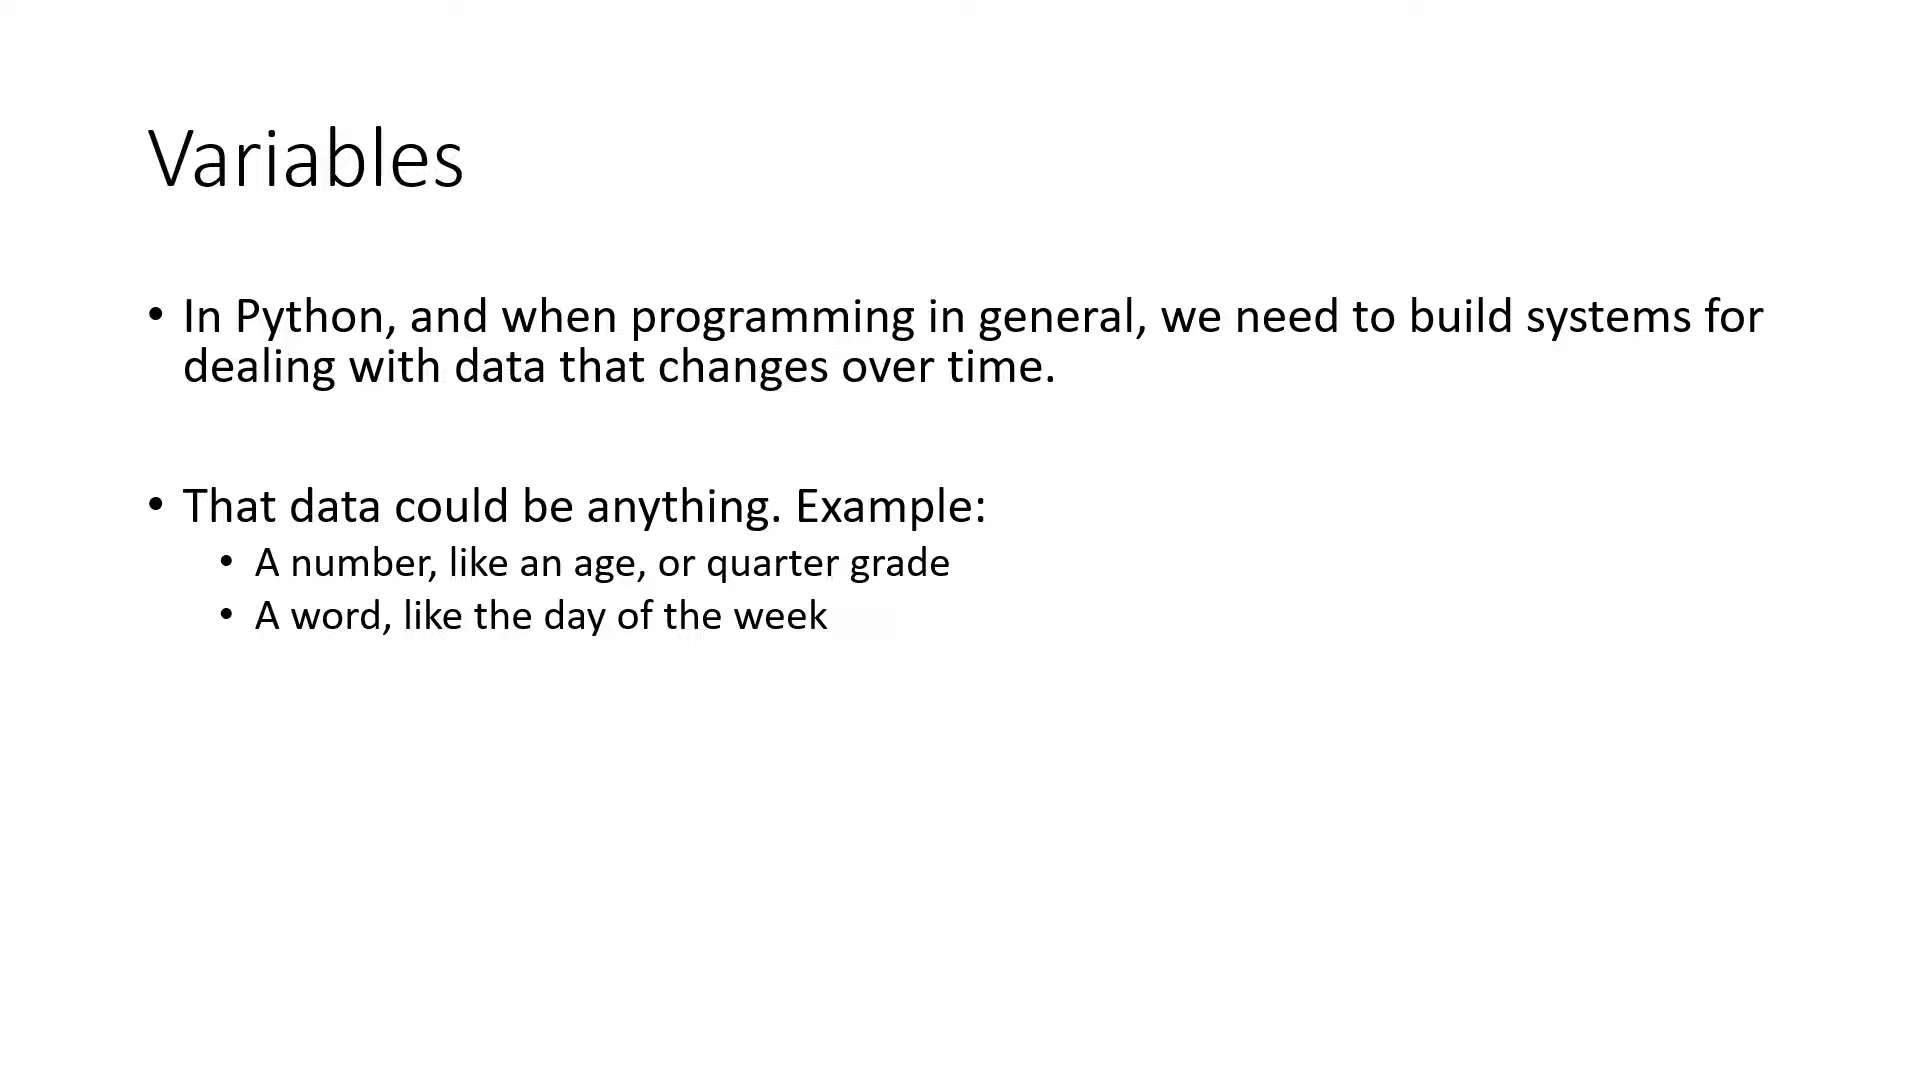 Variables
• In Python, and when programming in general, we need to build systems for
dealing with data that changes over time.
• That data could be anything. Example:
• A number, like an age, or quarter grade
• A word, like the day of the week